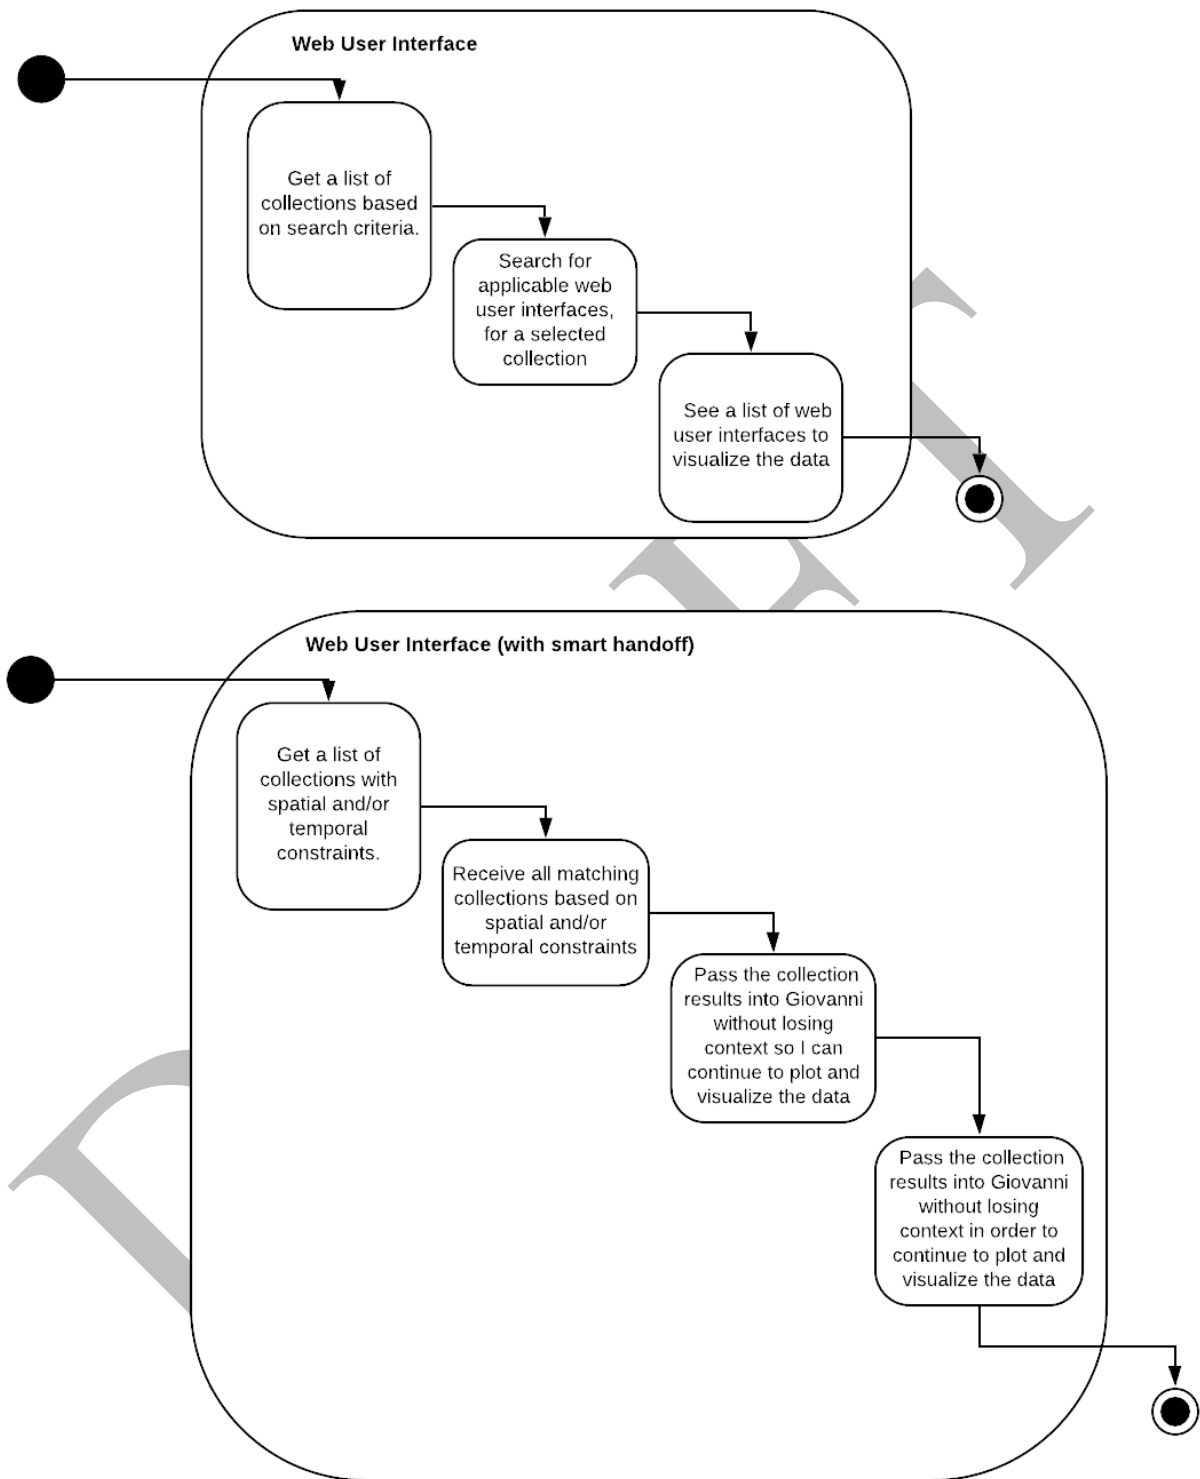 Web User Interface
Get a list of
collections based
on search criteria.
Search for
applicable web
user interfaces,
for a selected
collection
See a list of web
user interfaces to
visualize the data
Web User Interface (with smart handoff)
Get a list of
collections with
spatial and/or
temporal
constraints.
Receive all matching
collections based on
spatial and/or
temporal constraints
Pass the collection
results into Giovanni
without losing
context so I can
continue to plot and
visualize the data
Pass the collection
results into Giovanni
without losing
context in order to
continue to plot and
visualize the data